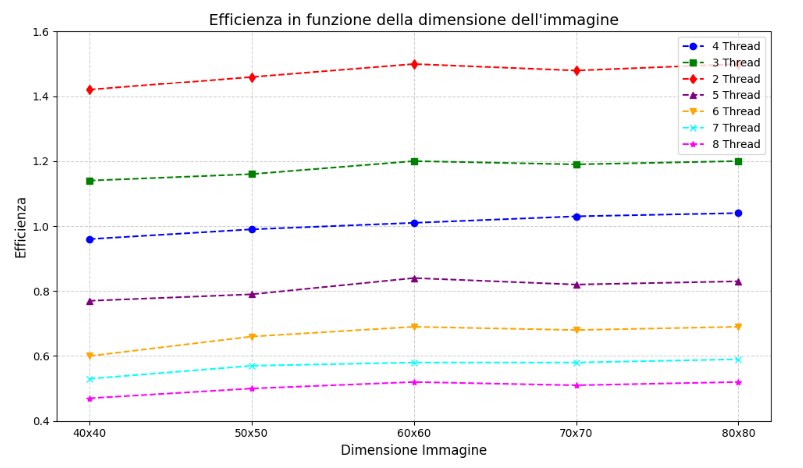 Efficienza in funzione della dimensione dell'immagine
1.6
1.4
1.2
1.0
0.8
0.6
0.4
Efficienza
40x40
50x50
60x60
70x70
80x80
Dimensione Immagine
4 Thread
3 Thread
2 Thread
5 Thread
6 Thread
7 Thread
8 Thread